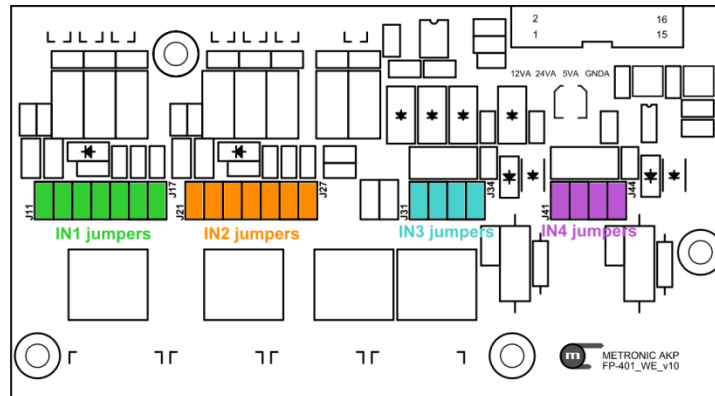 2 16
1 15
12VA 24VA 5VA GNDA
J11 J17 J21 J27 J31 J34 J41 J44
IN1 jumpers IN2 jumpers IN3 jumpers IN4 jumpers
m METRONIC AKP
FP-401_WE_v10